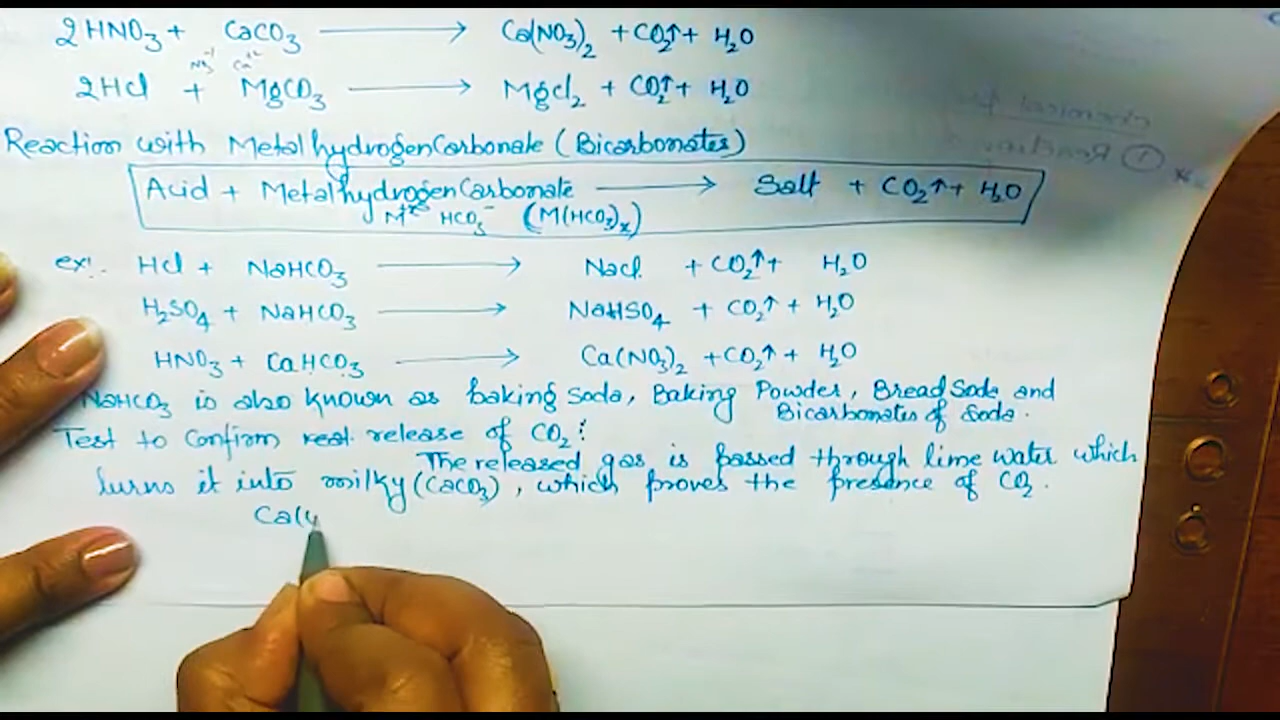 2HNO3 + CaCO3 → Ca(NO3)2 + CO2↑ + H2O
2Hcl + MgCO3 → Mgcl2 + CO2↑ + H2O
Reaction with Metalhydrogen Carbonate (Bicarbonates)
Acid + Metalhydrogen Carbonate → Salt + CO2↑ + H2O
HCO3- (M(HCO3)x)
ex:. Hcl + NaHCO3 → Nacl + CO2↑ + H2O
H2SO4 + NaHCO3 → NaHSO4 + CO2↑ + H2O
HNO3 + CaHCO3 → Ca(NO3)2 + CO2↑ + H2O
NaHCO3 is also known as baking soda, Baking Powder, Bread Soda and
Bicarbonates of Soda.
Test to Confirm real release of CO2:
The released gas is passed through lime water which
turns it into milky (CaCO3), which proves the presence of CO2.
Ca(